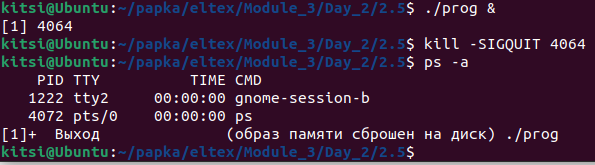 kitsi@Ubuntu:~/papka/eltex/Module_3/Day_2/2.5$ ./prog &
[1] 4064
kitsi@Ubuntu:~/papka/eltex/Module_3/Day_2/2.5$ kill -SIGQUIT 4064
kitsi@Ubuntu:~/papka/eltex/Module_3/Day_2/2.5$ ps -a
    PID TTY          TIME CMD
   1222 tty2     00:00:00 gnome-session-b
   4072 pts/0    00:00:00 ps
[1]+  Выход              (образ памяти сброшен на диск) ./prog
kitsi@Ubuntu:~/papka/eltex/Module_3/Day_2/2.5$